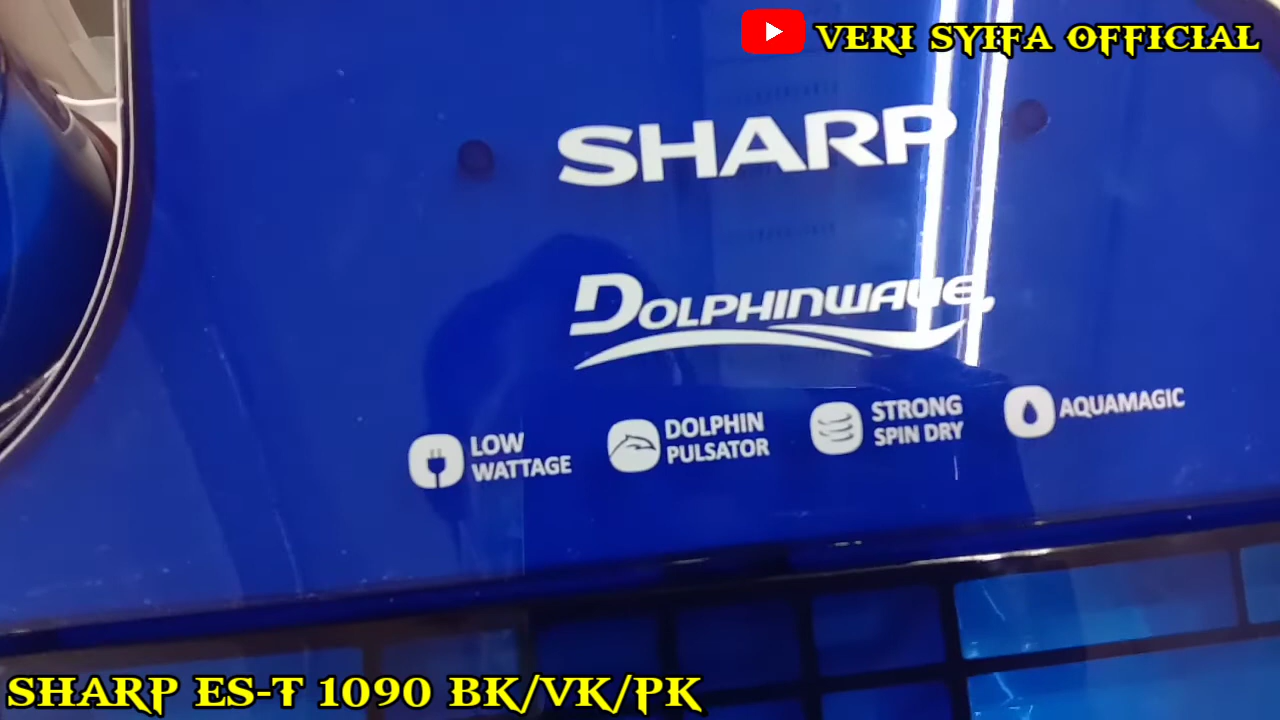 VERI SYIFA OFFICIAL
SHARP
DOLPHINWAVE
LOW
WATTAGE
DOLPHIN
PULSATOR
STRONG
SPIN DRY
AQUAMAGIC
SHARP ES-T 1090 BK/VK/PK